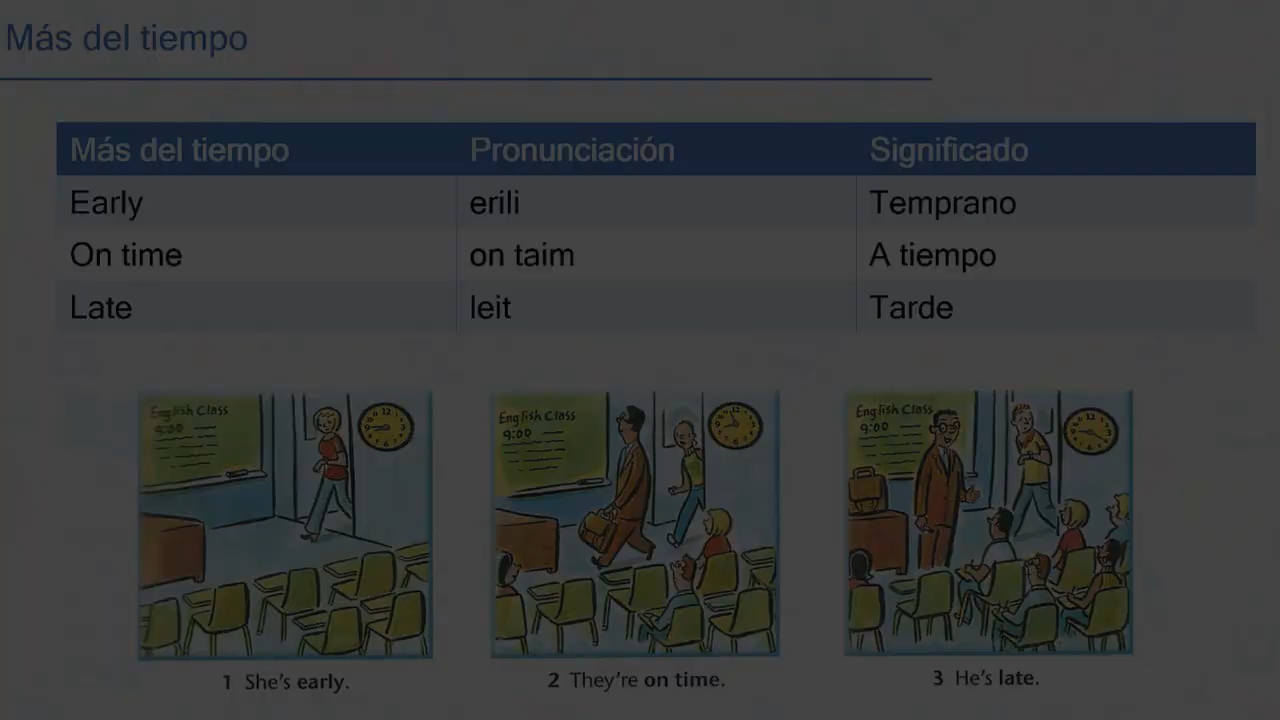 Más del tiempo
Más del tiempo Pronunciación Significado
Early erili Temprano
On time on taim A tiempo
Late leit Tarde
English Class
9:00
English Class
9:00
English Class
9:00
1 She's early.
2 They're on time.
3 He's late.